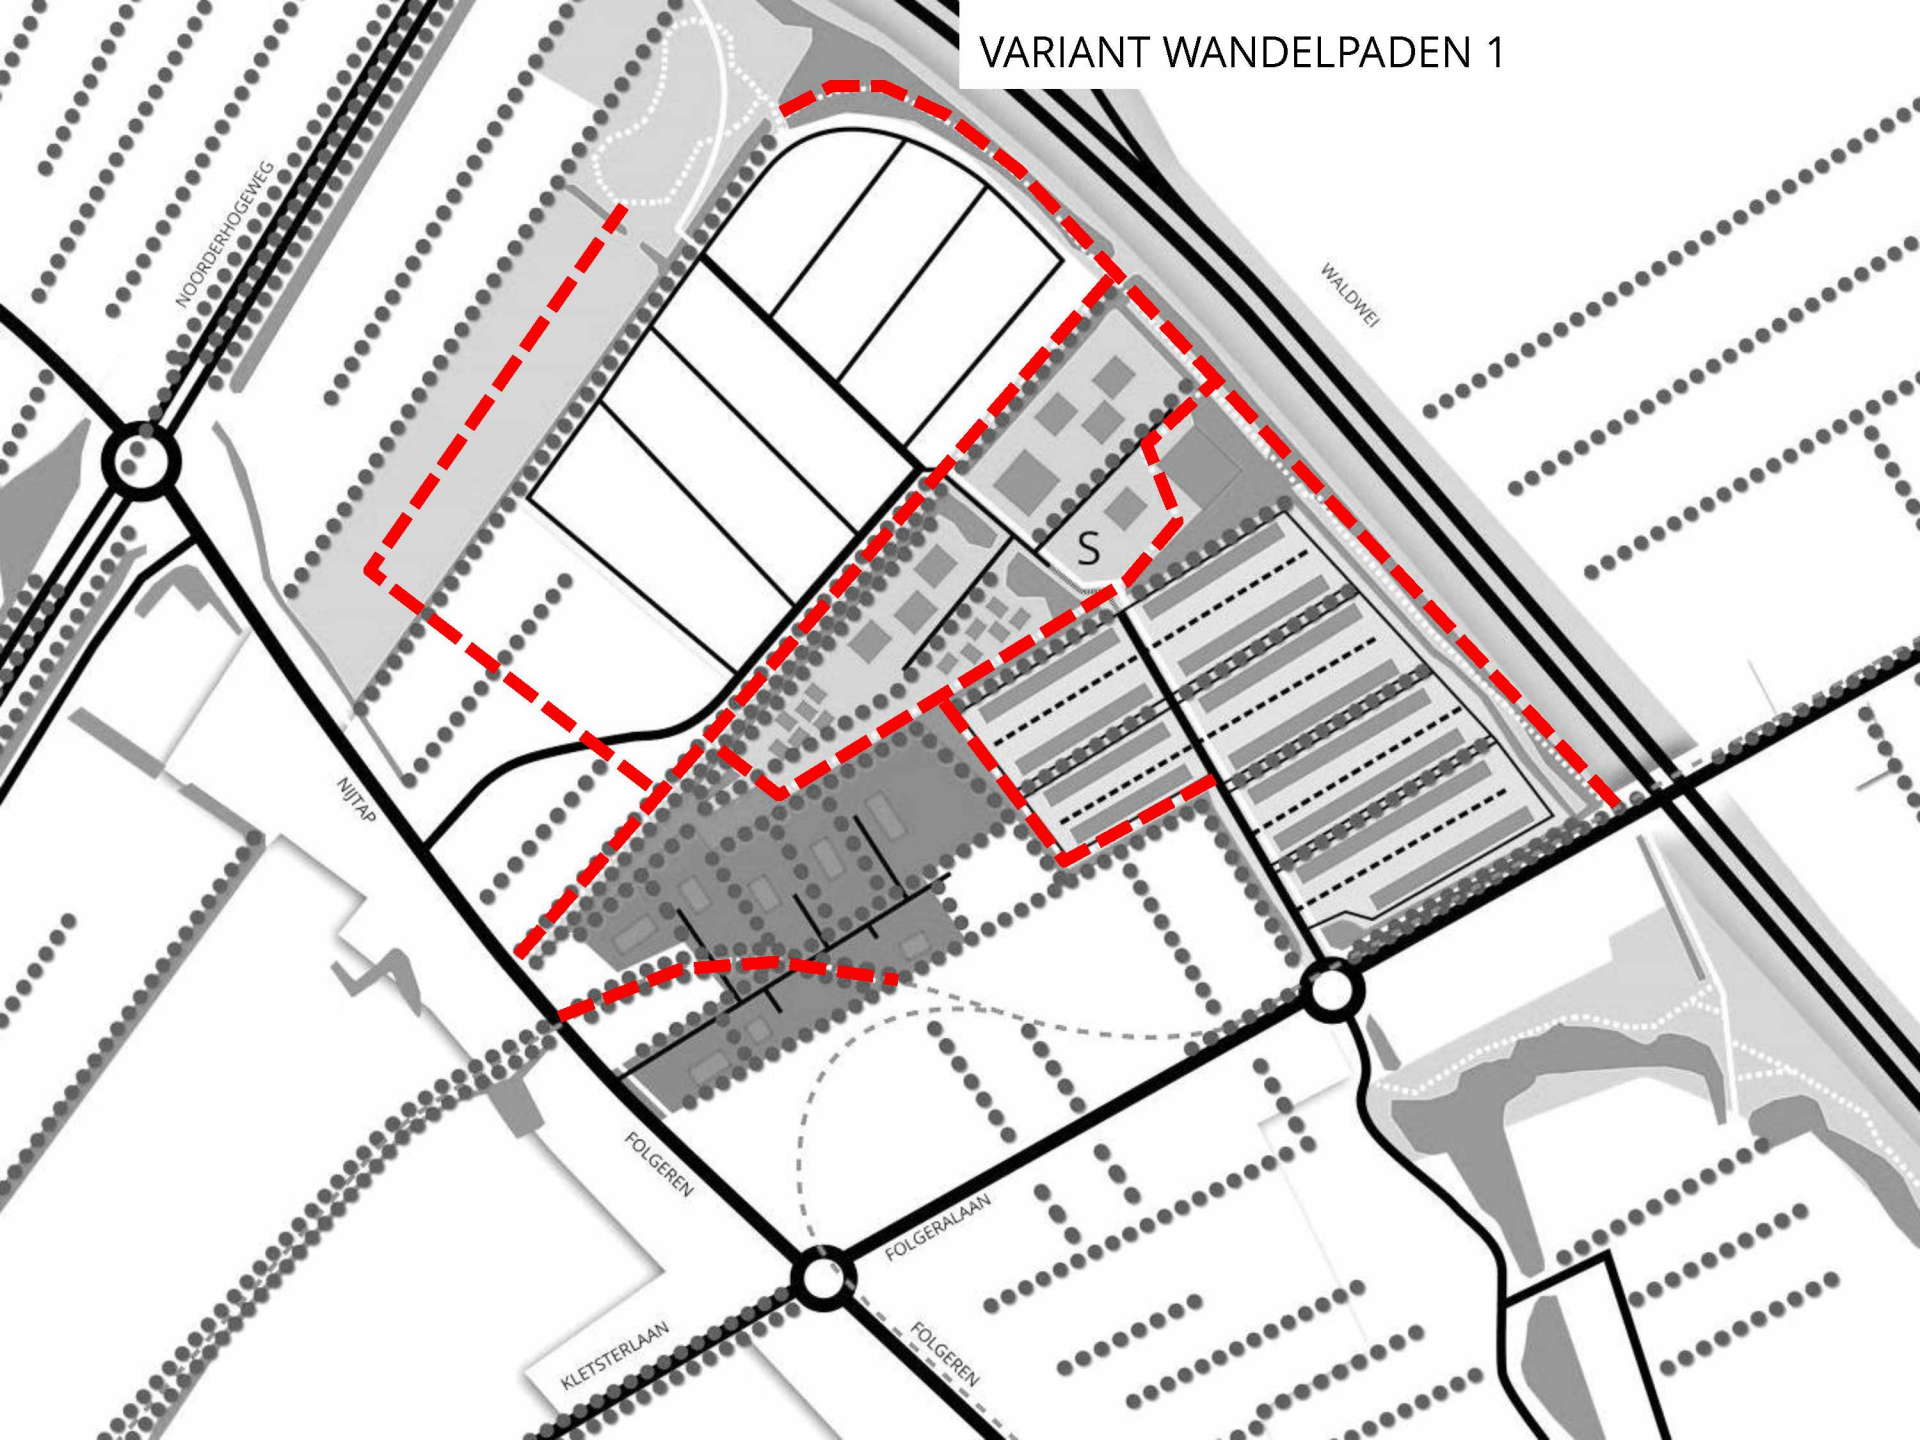 VARIANT WANDELPADEN 1
NOORDERHOGEWEG
WALDWEI
S
NIJTAP
FOLGEREN
FOLGERALAAN
KLETSTERLAAN
FOLGEREN